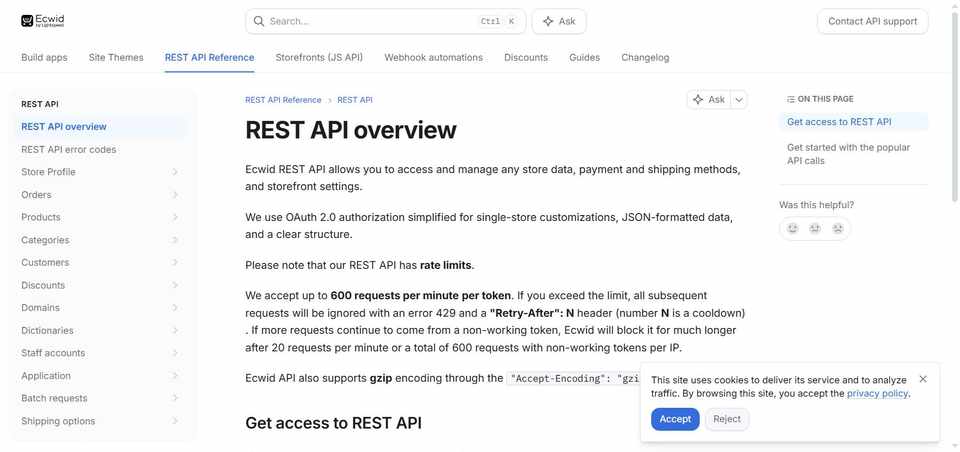 Ecwid
by Lightspeed
Search...
Ctrl K
Ask
Contact API support
Build apps
Site Themes
REST API Reference
Storefronts (JS API)
Webhook automations
Discounts
Guides
Changelog
REST API
REST API overview
REST API error codes
Store Profile
Orders
Products
Categories
Customers
Discounts
Domains
Dictionaries
Staff accounts
Application
Batch requests
Shipping options
REST API Reference > REST API
Ask
REST API overview
Ecwid REST API allows you to access and manage any store data, payment and shipping methods,
and storefront settings.
We use OAuth 2.0 authorization simplified for single-store customizations, JSON-formatted data,
and a clear structure.
Please note that our REST API has rate limits.
We accept up to 600 requests per minute per token. If you exceed the limit, all subsequent
requests will be ignored with an error 429 and a "Retry-After": N header (number N is a cooldown)
. If more requests continue to come from a non-working token, Ecwid will block it for much longer
after 20 requests per minute or a total of 600 requests with non-working tokens per IP.
Ecwid API also supports gzip encoding through the "Accept-Encoding": "gzi
Get access to REST API
ON THIS PAGE
Get access to REST API
Get started with the popular
API calls
Was this helpful?
This site uses cookies to deliver its service and to analyze
traffic. By browsing this site, you accept the privacy policy.
Accept
Reject